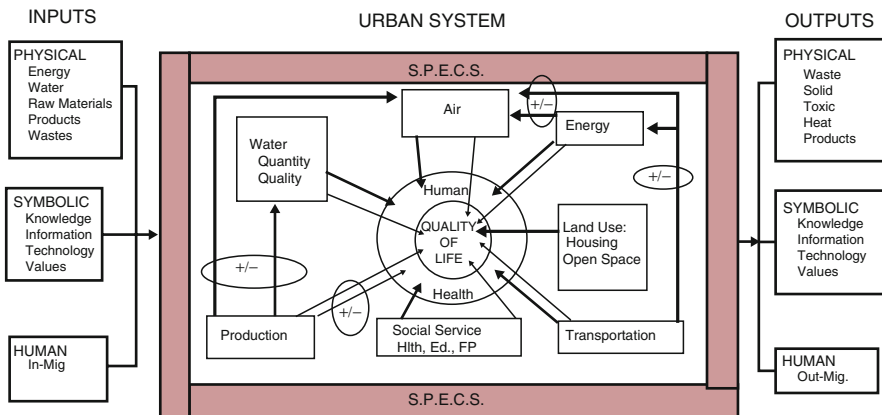 INPUTS
URBAN SYSTEM
OUTPUTS
PHYSICAL
Energy
Water
Raw Materials
Products
Wastes
SYMBOLIC
Knowledge
Information
Technology
Values
HUMAN
In-Mig
S.P.E.C.S.
Air
+/−
Energy
Water
Quantity
Quality
+/−
Human
QUALITY
OF
LIFE
Health
Land Use:
Housing
Open Space
+/−
+/−
Production
Social Service
Hlth, Ed., FP
Transportation
S.P.E.C.S.
PHYSICAL
Waste
Solid
Toxic
Heat
Products
SYMBOLIC
Knowledge
Information
Technology
Values
HUMAN
Out-Mig.